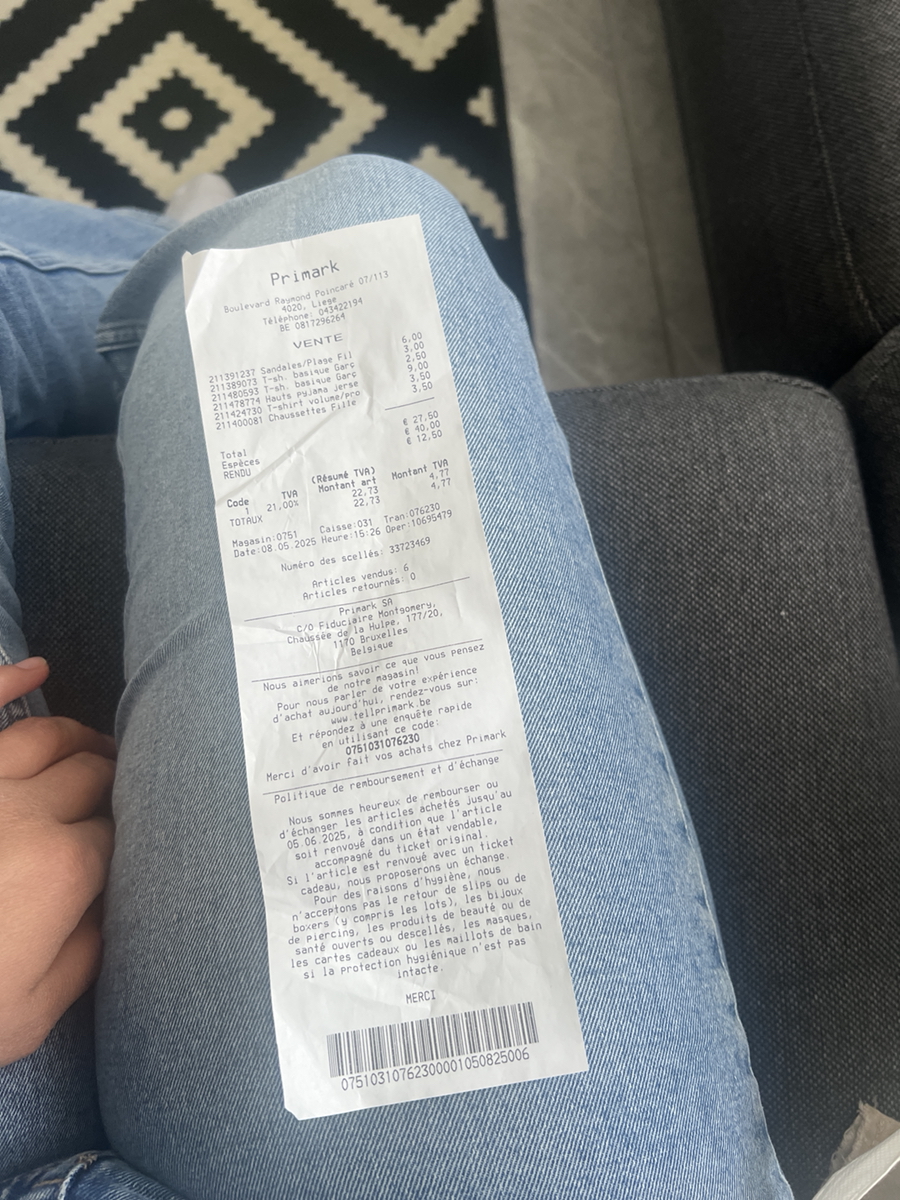 Primark
Boulevard Raymond Poincaré 07/113
4020, Liege
Téléphone: 043422194
BE 0817296264
VENTE
211391237 Sandales/Plage Fil 6,00
211389073 T-sh. basique Garç 3,00
211480593 T-sh. basique Garç 2,50
211478774 Hauts pyjama jerse 9,00
211424730 T-shirt volume/pro 3,50
211400081 Chaussettes Fille 3,50
Total € 27,50
Espèces € 40,00
RENDU € 12,50
(Résumé TVA)
Code TVA Montant art Montant TVA
1 21,00% 22,73 4,77
TOTAUX 22,73 4,77
Magasin:0751 Caisse:031 Tran:076230
Date:08.05.2025 Heure:15:26 Oper:10695479
Numéro des scellés: 33723469
Articles vendus: 6
Articles retournés: 0
Primark SA
C/O Fiduciaire Montgomery,
Chaussée de la Hulpe, 177/20,
1170 Bruxelles
Belgique
Nous aimerions savoir ce que vous pensez
de notre magasin!
Pour nous parler de votre expérience
d'achat aujourd'hui, rendez-vous sur:
www.tellprimark.be
Et répondez à une enquête rapide
en utilisant ce code:
0751031076230
Merci d'avoir fait vos achats chez Primark
Politique de remboursement et d'échange
Nous sommes heureux de rembourser ou
d'échanger les articles achetés jusqu'au
05.06.2025, à condition que l'article
soit renvoyé dans un état vendable,
accompagné du ticket original.
Si l'article est renvoyé avec un ticket
cadeau, nous proposerons un échange.
Pour des raisons d'hygiène, nous
n'acceptons pas le retour de slips ou de
boxers (y compris les lots), les bijoux
de piercing, les produits de beauté ou de
santé ouverts ou descellés, les masques,
les cartes cadeaux ou les maillots de bain
si la protection hygiénique n'est pas
intacte.
MERCI
07510310762300001050825006